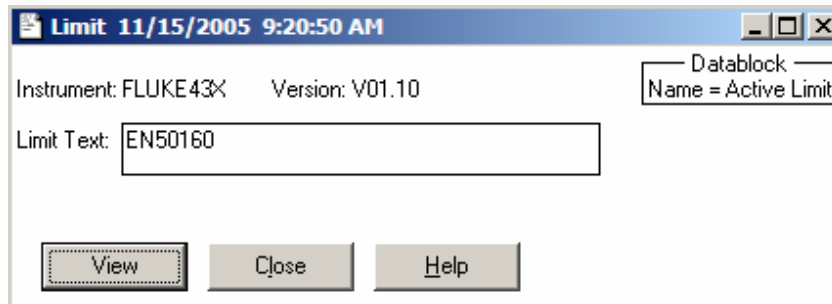 Limit 11/15/2005 9:20:50 AM
Datablock
Instrument: FLUKE43X Version: V01.10 Name = Active Limit
Limit Text: EN50160
View Close Help